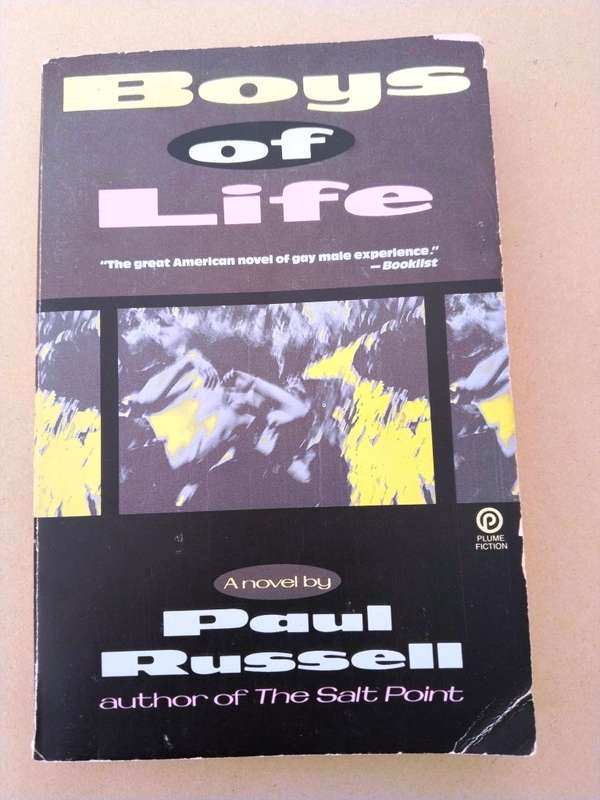 Boys
of
Life
"The great American novel of gay male experience."
—Booklist
PLUME
FICTION
A novel by
Paul
Russell
author of The Salt Point